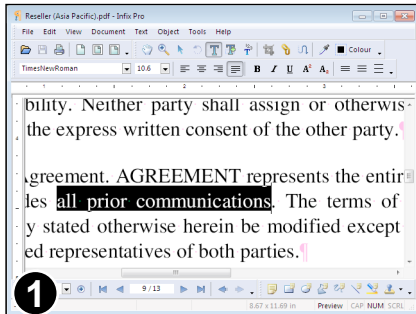 Reseller (Asia Pacific).pdf - Infix Pro
File Edit View Document Text Object Tools Help
Colour
TimesNewRoman 10.6 B I U A A
bility. Neither party shall assign or otherwis
the express written consent of the other party.¶
Agreement. AGREEMENT represents the entir
les all prior communications. The terms of
y stated otherwise herein be modified except
ed representatives of both parties.¶
1 9 / 13
8.67 x 11.69 in Preview CAP NUM SCRL